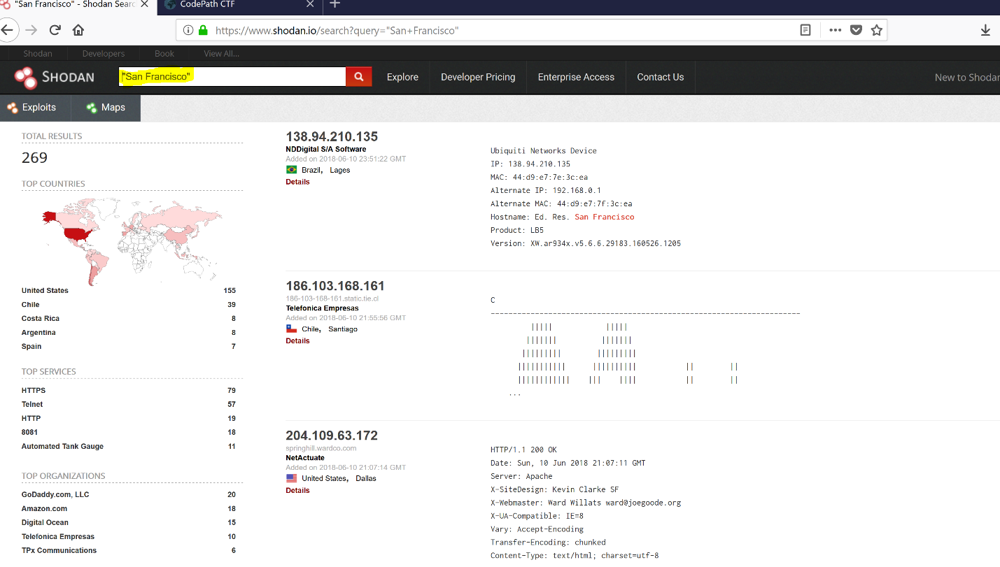 "San Francisco" - Shodan Searc
CodePath CTF
https://www.shodan.io/search?query="San+Francisco"
Shodan Developers Book View All...
SHODAN
"San Francisco"
Explore Developer Pricing Enterprise Access Contact Us New to Shodan
Exploits Maps
TOTAL RESULTS
269
TOP COUNTRIES
United States 155
Chile 39
Costa Rica 8
Argentina 8
Spain 7
TOP SERVICES
HTTPS 79
Telnet 57
HTTP 19
8081 18
Automated Tank Gauge 11
TOP ORGANIZATIONS
GoDaddy.com, LLC 20
Amazon.com 18
Digital Ocean 15
Telefonica Empresas 10
TPx Communications 6
138.94.210.135
NDDigital S/A Software
Added on 2018-06-10 23:51:22 GMT
Brazil, Lages
Details
Ubiquiti Networks Device
IP: 138.94.210.135
MAC: 44:d9:e7:7e:3c:ea
Alternate IP: 192.168.0.1
Alternate MAC: 44:d9:e7:7f:3c:ea
Hostname: Ed. Res. San Francisco
Product: LB5
Version: XW.ar934x.v5.6.6.29183.160526.1205
186.103.168.161
186-103-168-161.static.tie.cl
Telefonica Empresas
Added on 2018-06-10 21:55:56 GMT
Chile, Santiago
Details
C
----------------------------------------------------------------------
||||| |||||
||||||| |||||||
||||||||| |||||||||
||||||||||| |||||||||| || ||
|||||||||||| ||| |||| || ||
...
204.109.63.172
springhill.wardco.com
NetActuate
Added on 2018-06-10 21:07:14 GMT
United States, Dallas
Details
HTTP/1.1 200 OK
Date: Sun, 10 Jun 2018 21:07:11 GMT
Server: Apache
X-SiteDesign: Kevin Clarke SF
X-Webmaster: Ward Willats ward@joegoode.org
X-UA-Compatible: IE=8
Vary: Accept-Encoding
Transfer-Encoding: chunked
Content-Type: text/html; charset=utf-8